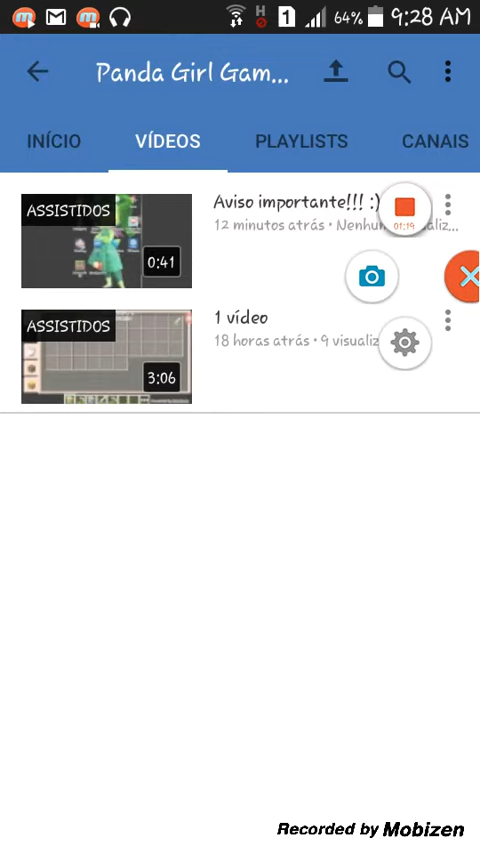 64% 9:28 AM
Panda Girl Gam...
INÍCIO VÍDEOS PLAYLISTS CANAIS
ASSISTIDOS
0:41
Aviso importante!!! :)
12 minutos atrás •
01:19
ASSISTIDOS
3:06
1 vídeo
18 horas atrás • 9 visualiz
Recorded by Mobizen